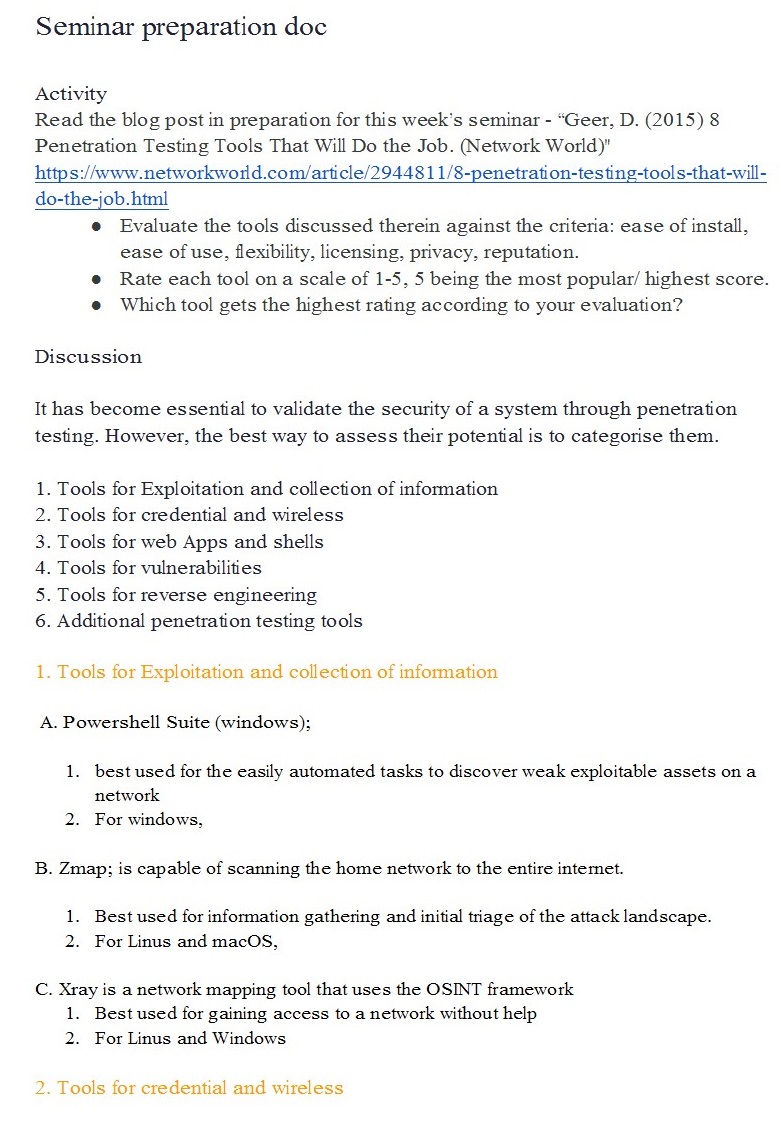 Seminar preparation doc
Activity
Read the blog post in preparation for this week's seminar - “Geer, D. (2015) 8
Penetration Testing Tools That Will Do the Job. (Network World)"
https://www.networkworld.com/article/2944811/8-penetration-testing-tools-that-will-
do-the-job.html
● Evaluate the tools discussed therein against the criteria: ease of install,
ease of use, flexibility, licensing, privacy, reputation.
● Rate each tool on a scale of 1-5, 5 being the most popular/ highest score.
● Which tool gets the highest rating according to your evaluation?
Discussion
It has become essential to validate the security of a system through penetration
testing. However, the best way to assess their potential is to categorise them.
1. Tools for Exploitation and collection of information
2. Tools for credential and wireless
3. Tools for web Apps and shells
4. Tools for vulnerabilities
5. Tools for reverse engineering
6. Additional penetration testing tools
1. Tools for Exploitation and collection of information
A. Powershell Suite (windows);
1. best used for the easily automated tasks to discover weak exploitable assets on a
network
2. For windows,
B. Zmap; is capable of scanning the home network to the entire internet.
1. Best used for information gathering and initial triage of the attack landscape.
2. For Linus and macOS,
C. Xray is a network mapping tool that uses the OSINT framework
1. Best used for gaining access to a network without help
2. For Linus and Windows
2. Tools for credential and wireless